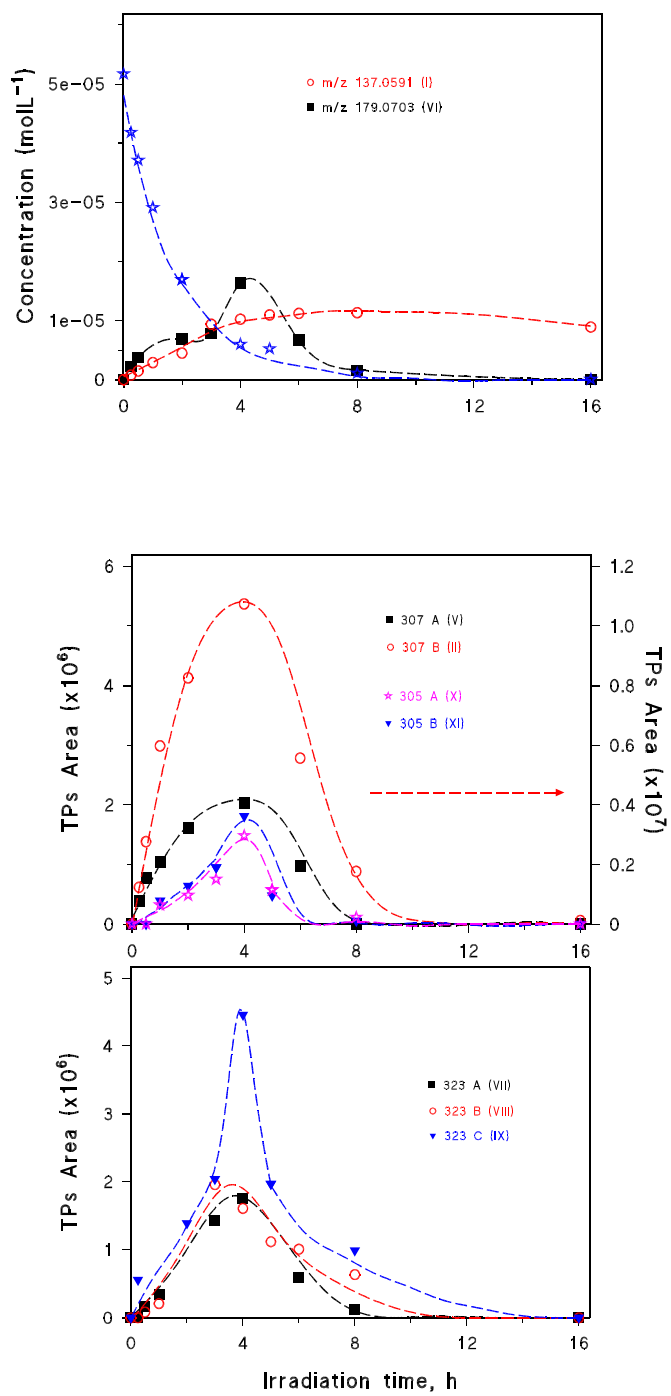 Concentration (molL⁻¹)
5e−05
3e−05
1e−05
0
m/z 137.0591 (I)
m/z 179.0703 (VI)
0 4 8 12 16
TPs Area (x10⁶)
6
4
2
0
307 A (V)
307 B (II)
305 A (X)
305 B (XI)
1.2
1.0
0.8
0.6
0.4
0.2
0
TPs Area (x10⁷)
0 4 8 12 16
TPs Area (x10⁶)
5
4
3
2
1
0
323 A (VII)
323 B (VIII)
323 C (IX)
0 4 8 12 16
Irradiation time, h